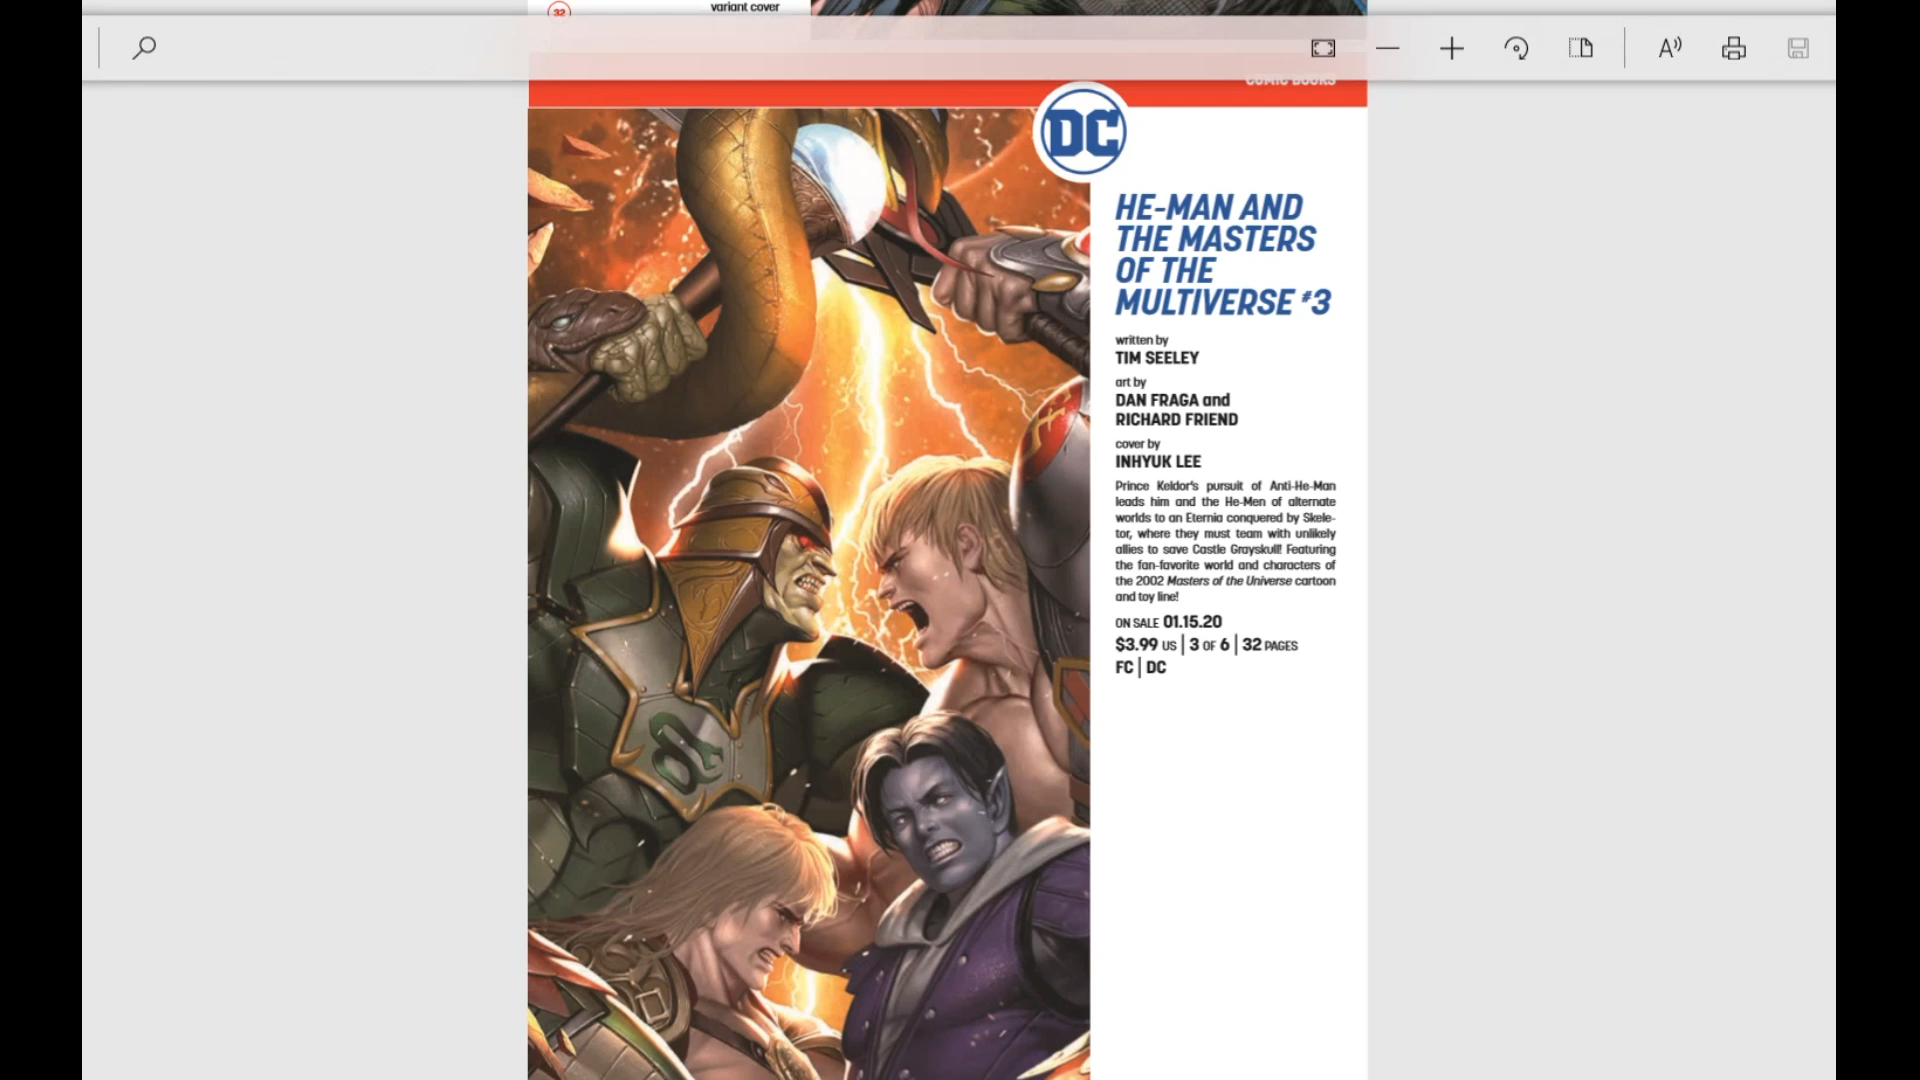 32
variant cover
COMIC BOOKS
DC
HE-MAN AND
THE MASTERS
OF THE
MULTIVERSE #3
written by
TIM SEELEY
art by
DAN FRAGA and
RICHARD FRIEND
cover by
INHYUK LEE
Prince Keldor's pursuit of Anti-He-Man
leads him and the He-Men of alternate
worlds to an Eternia conquered by Skele-
tor, where they must team with unlikely
allies to save Castle Grayskull! Featuring
the fan-favorite world and characters of
the 2002 Masters of the Universe cartoon
and toy line!
ON SALE 01.15.20
$3.99 US | 3 OF 6 | 32 PAGES
FC | DC